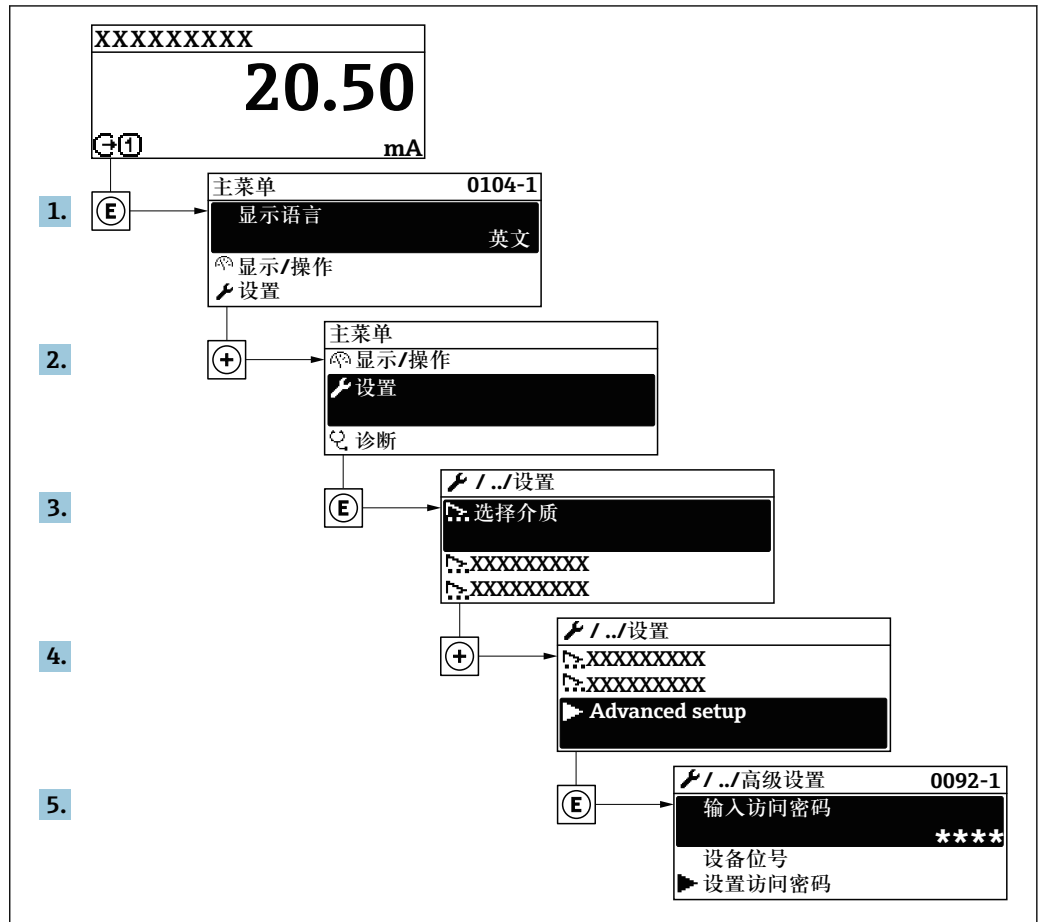 XXXXXXXXX
20.50
1
mA
1.
E
主菜单 0104-1
显示语言
英文
显示/操作
设置
2.
+
主菜单
显示/操作
设置
诊断
3.
E
/ ../设置
选择介质
XXXXXXXXX
XXXXXXXXX
4.
+
/ ../设置
XXXXXXXXX
XXXXXXXXX
Advanced setup
5.
E
/ ../高级设置 0092-1
输入访问密码
****
设备位号
设置访问密码